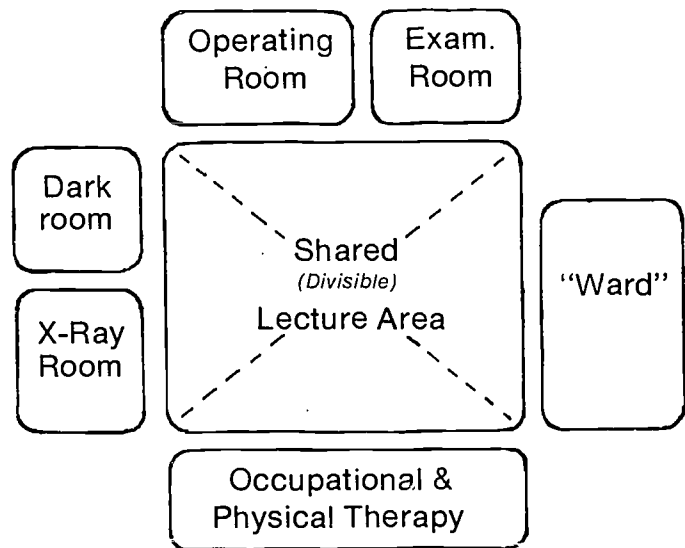 Operating
Room
Exam.
Room
Dark
room
X-Ray
Room
Shared
(Divisible)
Lecture Area
"Ward"
Occupational &
Physical Therapy